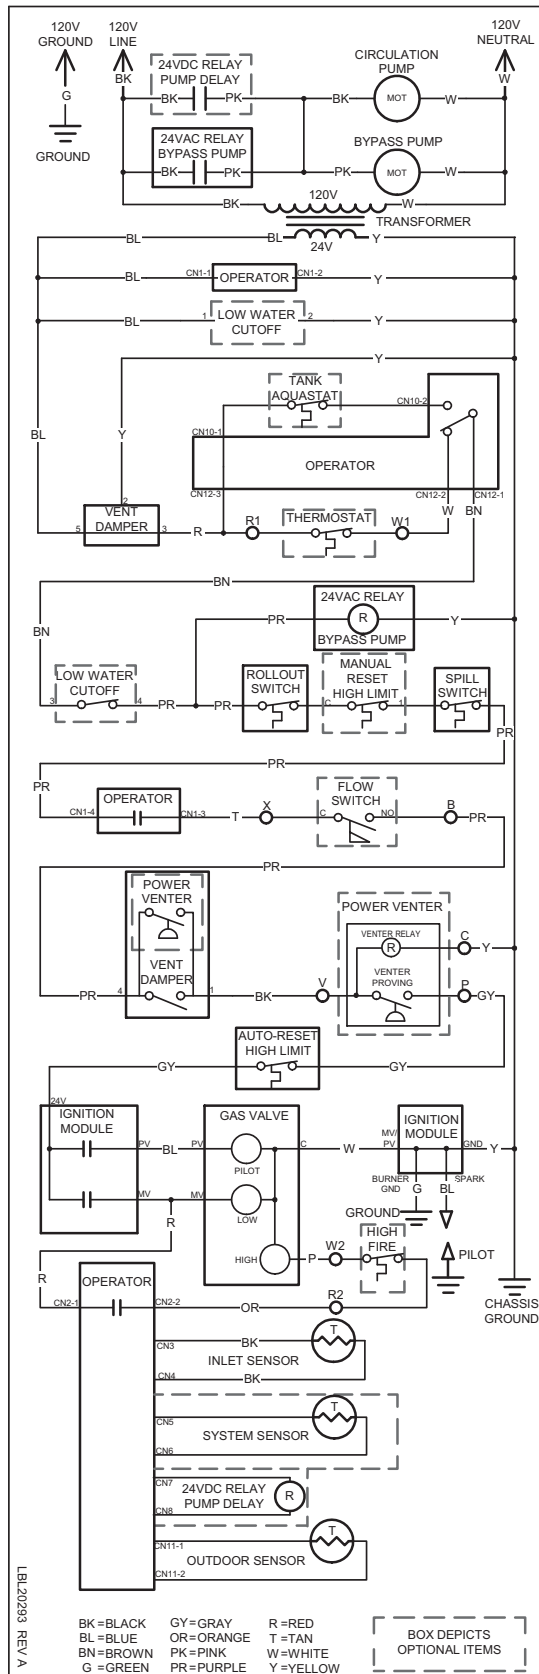 120V
GROUND
120V
LINE
120V
NEUTRAL
24VDC RELAY
PUMP DELAY
CIRCULATION
PUMP
BK
W
G
BK
PK
BK
MOT
W
GROUND
24VAC RELAY
BYPASS PUMP
BYPASS PUMP
BK
PK
PK
MOT
W
120V
BK
W
TRANSFORMER
BL
BL
24V
Y
BL
CN1-1
OPERATOR
CN1-2
Y
BL
1
LOW WATER
CUTOFF
2
Y
Y
TANK
AQUASTAT
CN10-2
BL
Y
CN10-1
OPERATOR
CN12-3
CN12-2
CN12-1
W
BN
2
5
VENT
DAMPER
3
R
R1
THERMOSTAT
W1
BN
24VAC RELAY
PR
R
Y
BYPASS PUMP
BN
LOW WATER
CUTOFF
3
4
PR
PR
ROLLOUT
SWITCH
MANUAL
RESET
HIGH LIMIT
C
1
SPILL
SWITCH
PR
PR
PR
OPERATOR
CN1-4
CN1-3
T
X
FLOW
SWITCH
C
NO
B
PR
PR
POWER
VENTER
POWER VENTER
VENTER RELAY
R
C
Y
VENT
DAMPER
VENTER
PROVING
PR
4
1
BK
V
P
GY
AUTO-RESET
HIGH LIMIT
GY
GY
24V
IGNITION
MODULE
PV
BL
PV
GAS VALVE
PILOT
C
W
MV/
PV
IGNITION
MODULE
GND
Y
MV
MV
LOW
BURNER
GND
G
BL
SPARK
R
GROUND
HIGH
P
W2
HIGH
FIRE
PILOT
R
OPERATOR
CN2-1
CN2-2
OR
R2
CHASSIS
GROUND
CN3
BK
T
INLET SENSOR
CN4
BK
CN5
T
SYSTEM SENSOR
CN6
CN7
24VDC RELAY
PUMP DELAY
R
CN8
CN11-1
T
OUTDOOR SENSOR
CN11-2
LBL20293 REV A
BK =BLACK
BL =BLUE
BN=BROWN
G =GREEN
GY=GRAY
OR=ORANGE
PK=PINK
PR=PURPLE
R =RED
T =TAN
W=WHITE
Y =YELLOW
BOX DEPICTS
OPTIONAL ITEMS